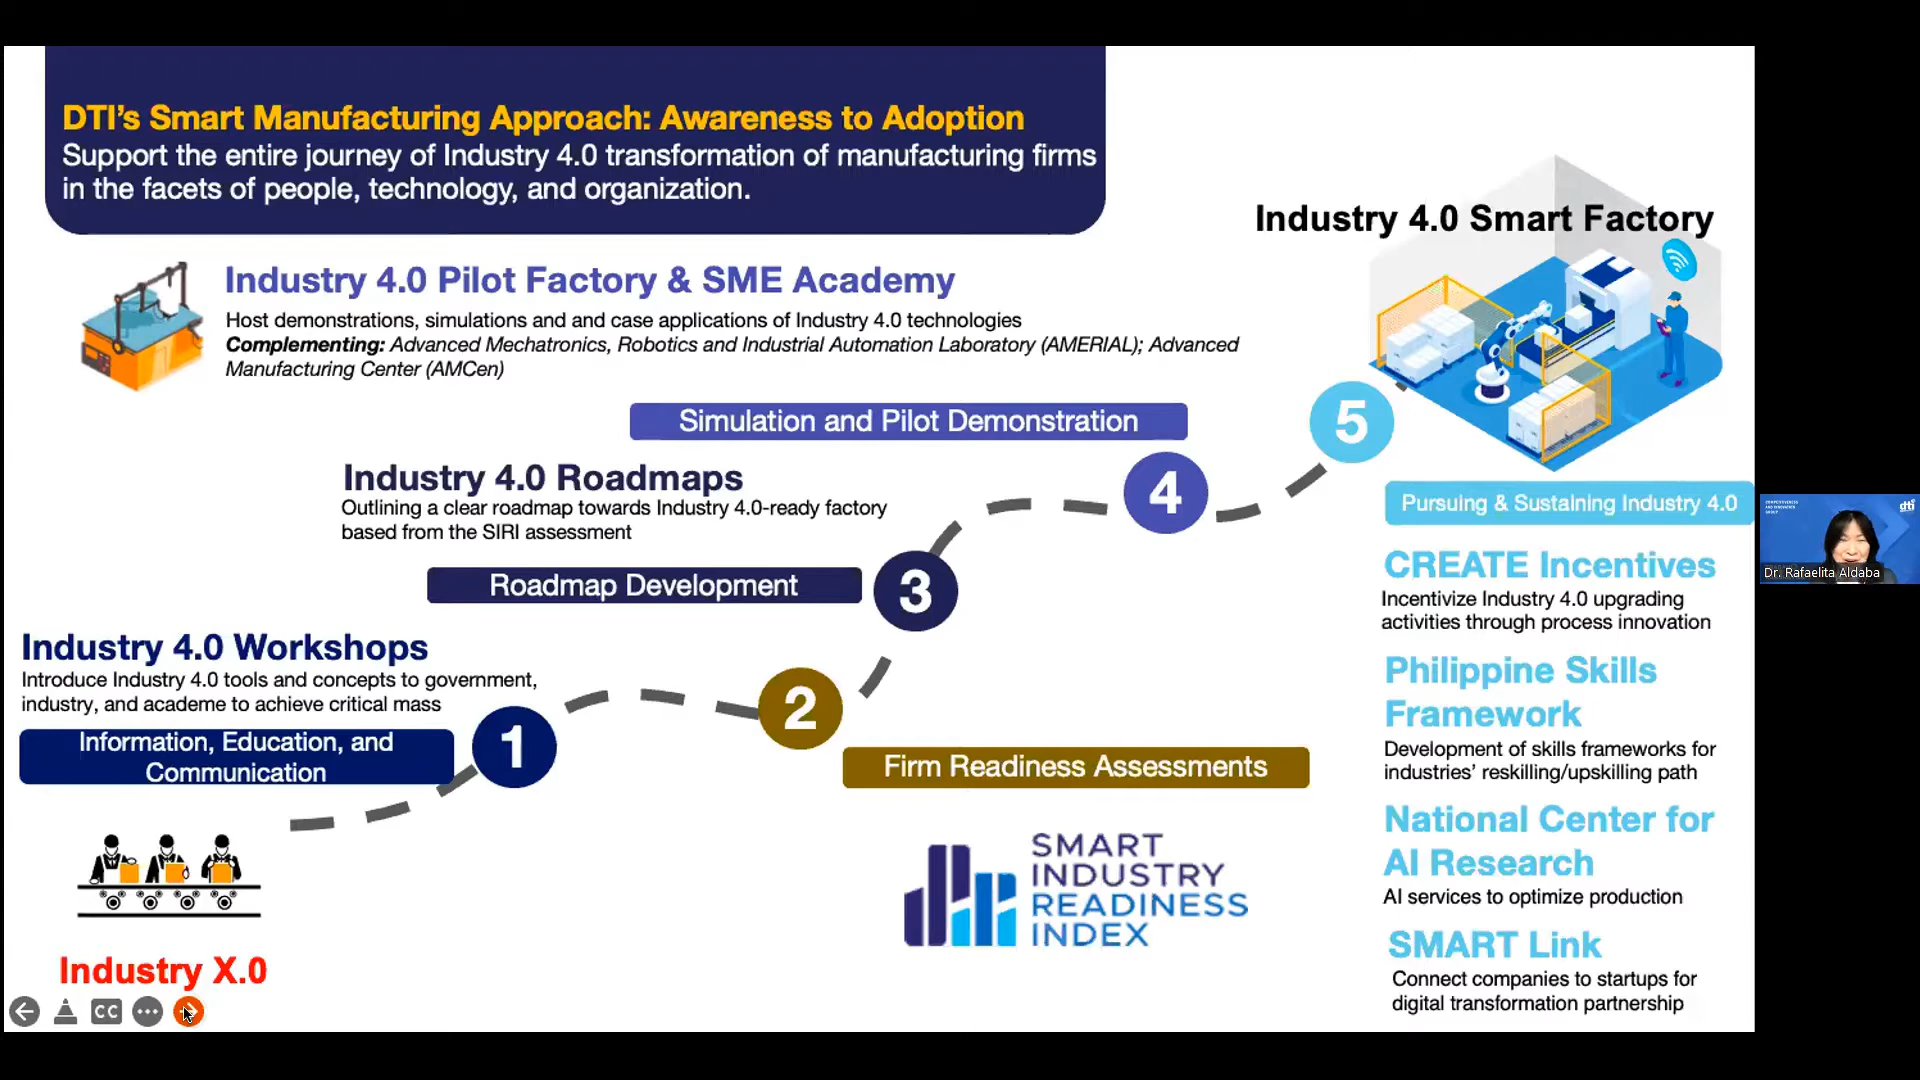 DTI's Smart Manufacturing Approach: Awareness to Adoption
Support the entire journey of Industry 4.0 transformation of manufacturing firms
in the facets of people, technology, and organization.
Industry 4.0 Smart Factory
Industry 4.0 Pilot Factory & SME Academy
Host demonstrations, simulations and and case applications of Industry 4.0 technologies
Complementing: Advanced Mechatronics, Robotics and Industrial Automation Laboratory (AMERIAL); Advanced
Manufacturing Center (AMCen)
Simulation and Pilot Demonstration
5
4
Industry 4.0 Roadmaps
Outlining a clear roadmap towards Industry 4.0-ready factory
based from the SIRI assessment
Roadmap Development
3
Industry 4.0 Workshops
Introduce Industry 4.0 tools and concepts to government,
industry, and academe to achieve critical mass
Information, Education, and
Communication
1
2
Firm Readiness Assessments
SMART
INDUSTRY
READINESS
INDEX
Industry X.0
CC
Pursuing & Sustaining Industry 4.0
CREATE Incentives
Incentivize Industry 4.0 upgrading
activities through process innovation
Philippine Skills
Framework
Development of skills frameworks for
industries' reskilling/upskilling path
National Center for
AI Research
AI services to optimize production
SMART Link
Connect companies to startups for
digital transformation partnership
dti
Dr. Rafaelita Aldaba